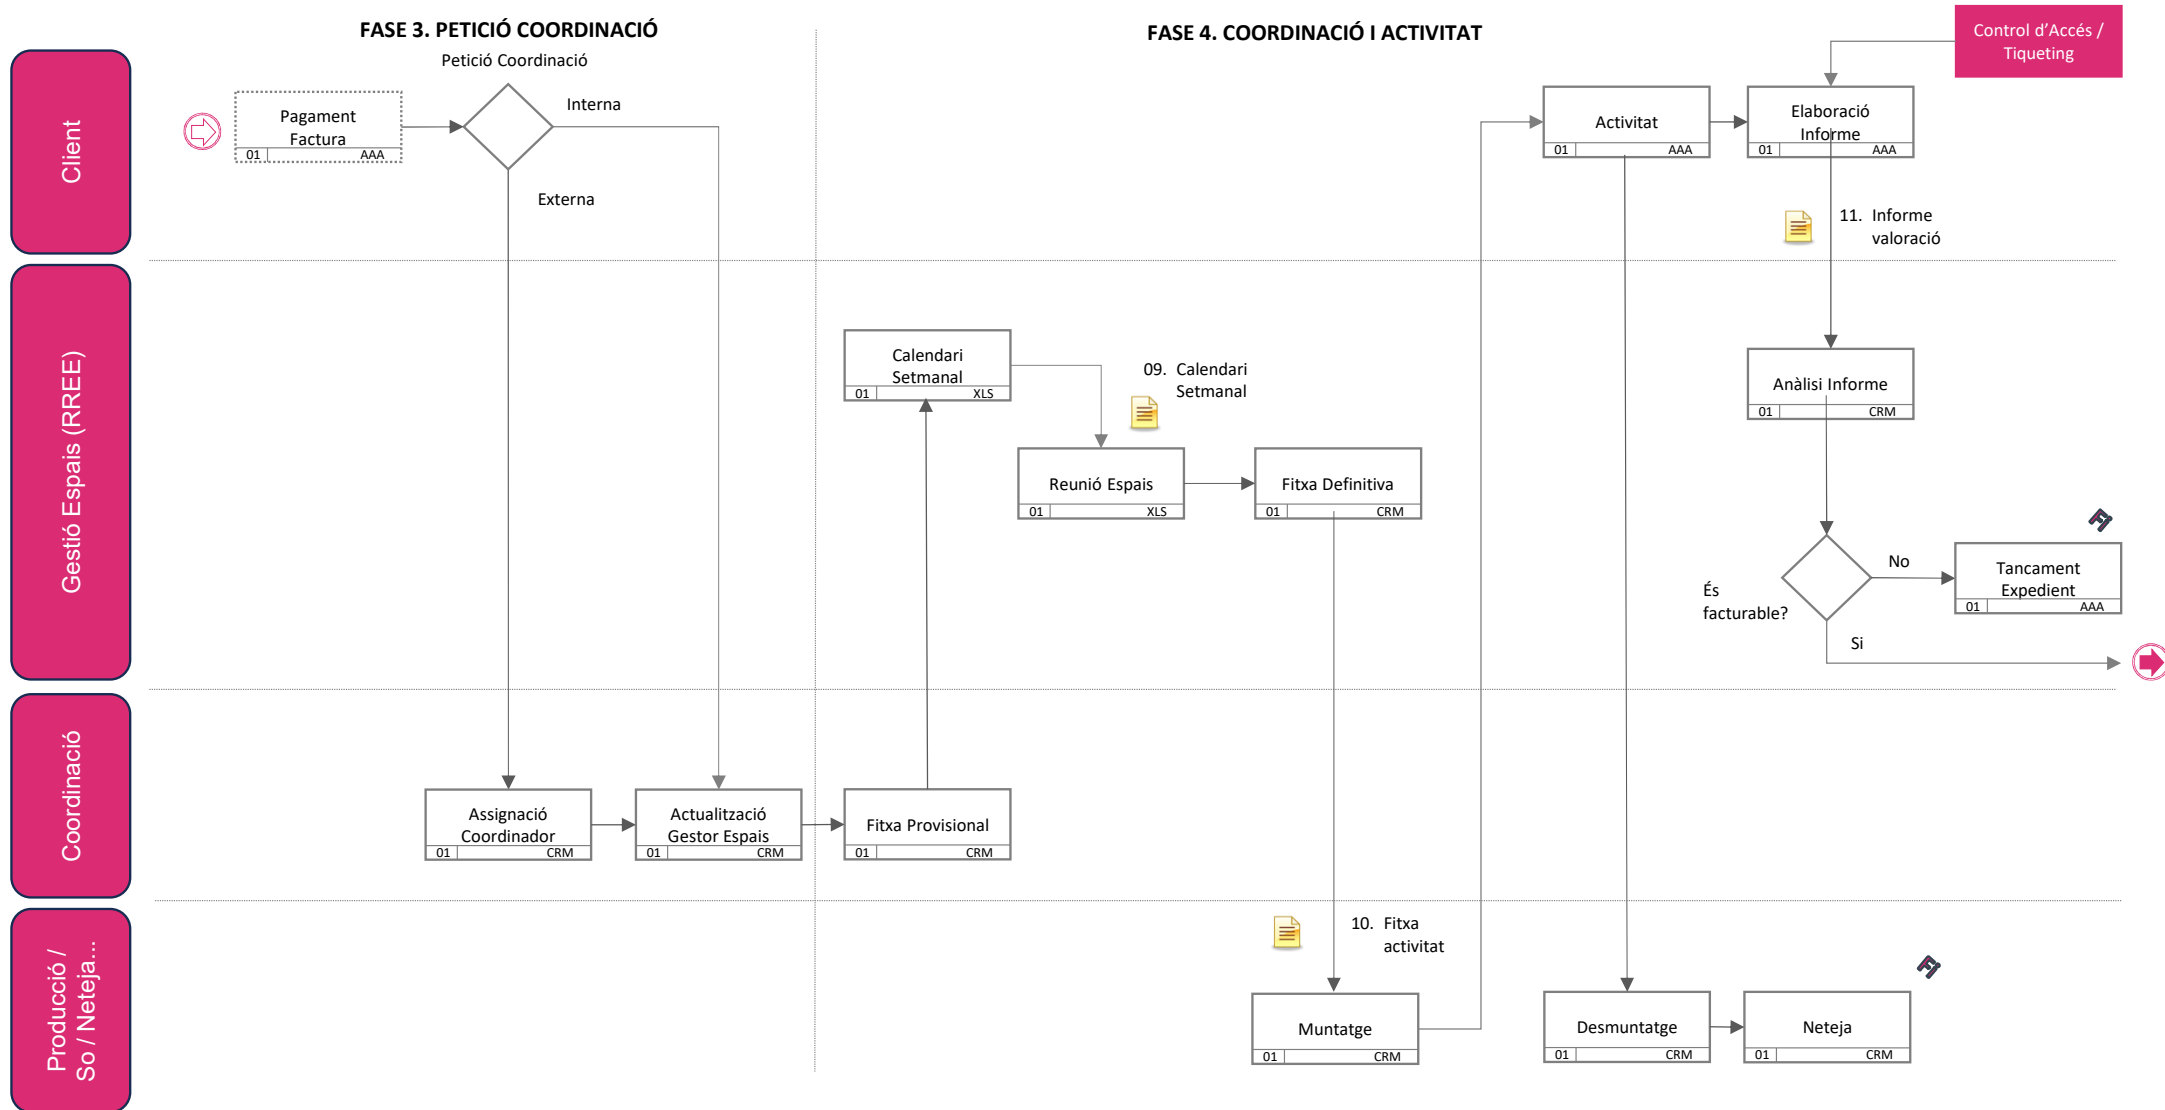 FASE 3. PETICIÓ COORDINACIÓ
FASE 4. COORDINACIÓ I ACTIVITAT
Control d'Accés /
Tiqueting
Client
Petició Coordinació
Pagament
Factura
01 AAA
Interna
Externa
Activitat
01 AAA
Elaboració
Informe
01 AAA
11. Informe
valoració
Gestió Espais (RREE)
Calendari
Setmanal
01 XLS
09. Calendari
Setmanal
Reunió Espais
01 XLS
Fitxa Definitiva
01 CRM
Anàlisi Informe
01 CRM
És
facturable?
No
Si
Tancament
Expedient
01 AAA
FI
Coordinació
Assignació
Coordinador
01 CRM
Actualització
Gestor Espais
01 CRM
Fitxa Provisional
01 CRM
Producció /
So / Neteja...
10. Fitxa
activitat
Muntatge
01 CRM
Desmuntatge
01 CRM
Neteja
01 CRM
FI